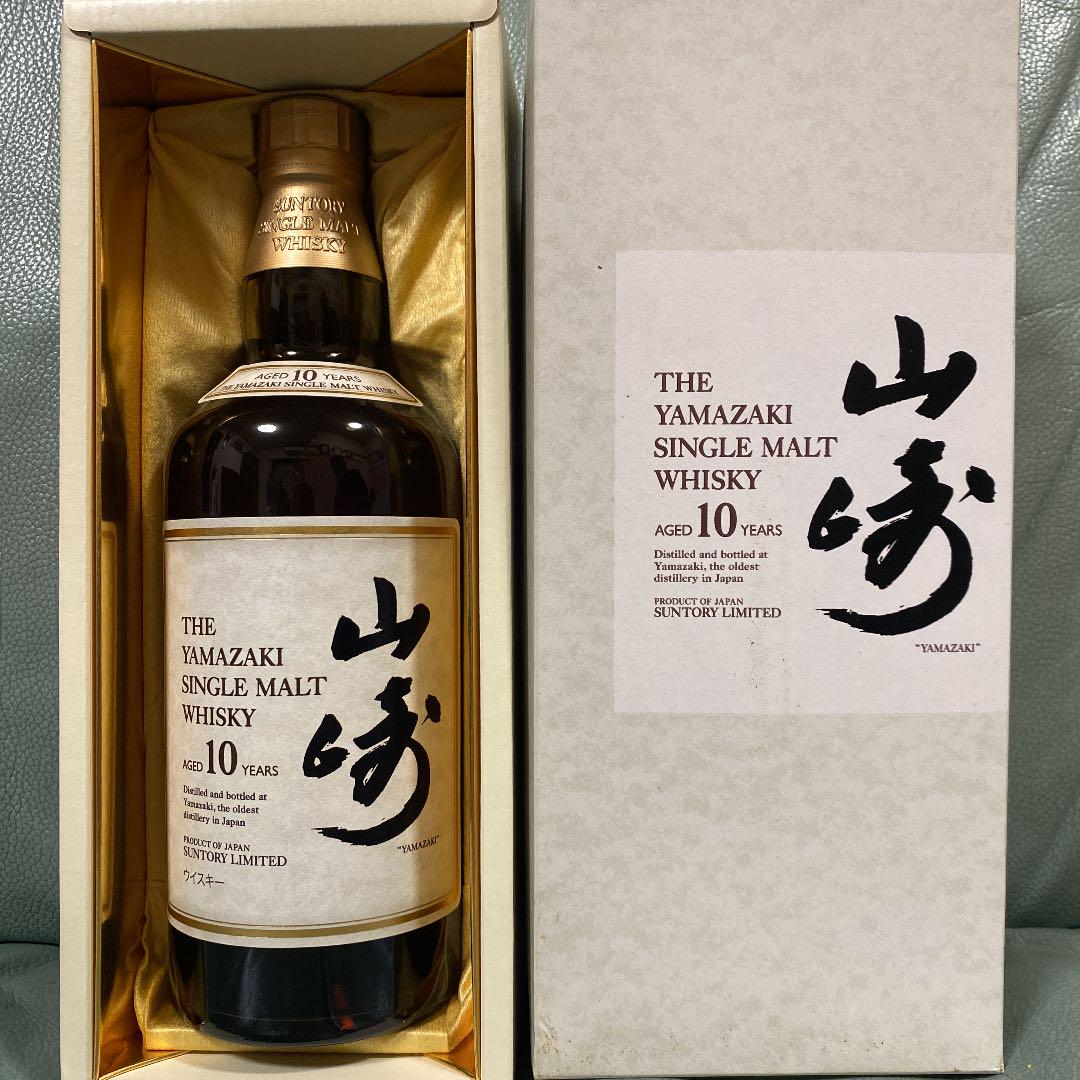 SUNTORY
SINGLE MALT
WHISKY
AGED 10 YEARS
THE YAMAZAKI SINGLE MALT WHISKY
山崎
THE
YAMAZAKI
SINGLE MALT
WHISKY
AGED 10 YEARS
Distilled and bottled at
Yamazaki, the oldest
distillery in Japan
PRODUCT OF JAPAN
SUNTORY LIMITED
"YAMAZAKI"
ウイスキー
山崎
THE
YAMAZAKI
SINGLE MALT
WHISKY
AGED 10 YEARS
Distilled and bottled at
Yamazaki, the oldest
distillery in Japan
PRODUCT OF JAPAN
SUNTORY LIMITED
"YAMAZAKI"